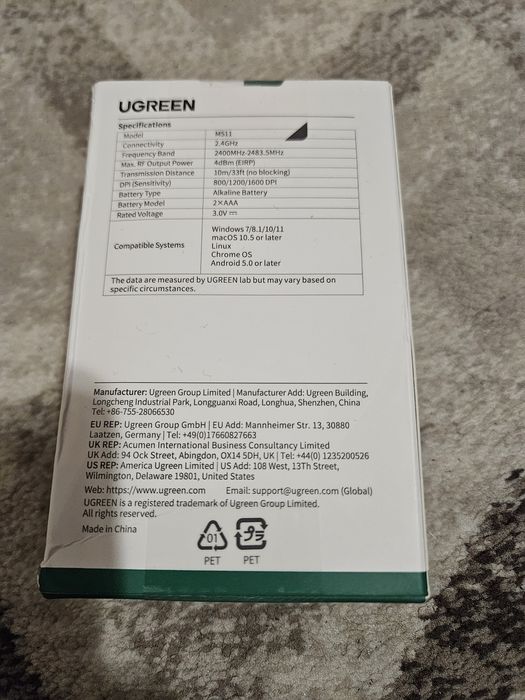 UGREEN
Specifications
Model MS11
Connectivity 2.4GHz
Frequency Band 2400MHz-2483.5MHz
Max. RF Output Power 4dBm (EIRP)
Transmission Distance 10m/33ft (no blocking)
DPI (Sensitivity) 800/1200/1600 DPI
Battery Type Alkaline Battery
Battery Model 2×AAA
Rated Voltage 3.0V ⎓
Compatible Systems
Windows 7/8.1/10/11
macOS 10.5 or later
Linux
Chrome OS
Android 5.0 or later
The data are measured by UGREEN lab but may vary based on
specific circumstances.
Manufacturer: Ugreen Group Limited | Manufacturer Add: Ugreen Building,
Longcheng Industrial Park, Longguanxi Road, Longhua, Shenzhen, China
Tel: +86-755-28066530
EU REP: Ugreen Group GmbH | EU Add: Mannheimer Str. 13, 30880
Laatzen, Germany | Tel: +49(0)17660827663
UK REP: Acumen International Business Consultancy Limited
UK Add: 94 Ock Street, Abingdon, OX14 5DH, UK | Tel: +44(0) 1235200526
US REP: America Ugreen Limited | US Add: 108 West, 13Th Street,
Wilmington, Delaware 19801, United States
Web: https://www.ugreen.com Email: support@ugreen.com (Global)
UGREEN is a registered trademark of Ugreen Group Limited.
All rights reserved.
Made in China
01 プラ
PET PET